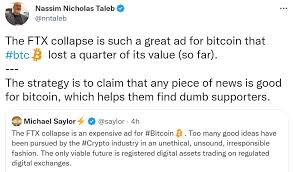 Nassim Nicholas Taleb
@nntaleb
The FTX collapse is such a great ad for bitcoin that
#btc lost a quarter of its value (so far).
---
The strategy is to claim that any piece of news is good
for bitcoin, which helps them find dumb supporters.
Michael Saylor⚡ @saylor · 4h
The FTX collapse is an expensive ad for #Bitcoin. Too many good ideas have
been pursued by the #Crypto industry in an unethical, unsound, irresponsible
fashion. The only viable future is registered digital assets trading on regulated
digital exchanges.